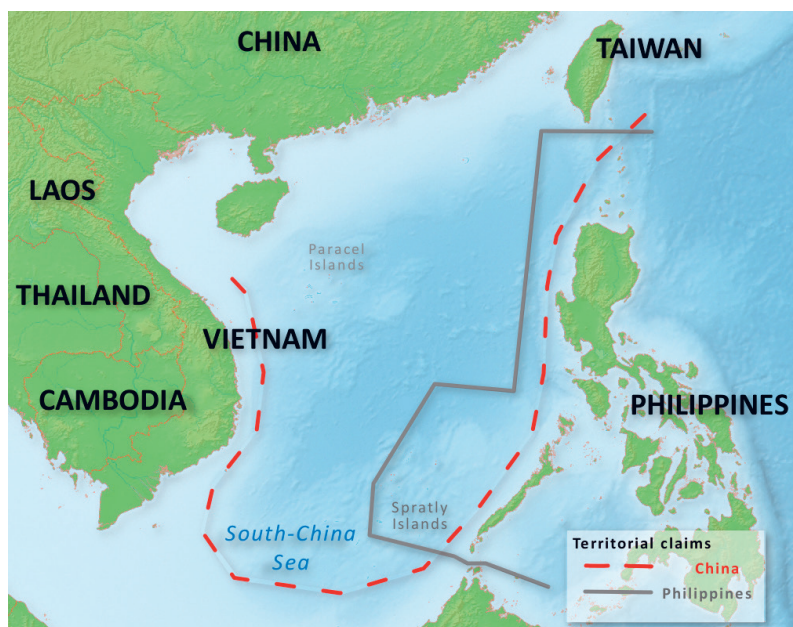 CHINA
TAIWAN
LAOS
Paracel
Islands
THAILAND
VIETNAM
CAMBODIA
PHILIPPINES
Spratly
Islands
South-China
Sea
Territorial claims
China
Philippines